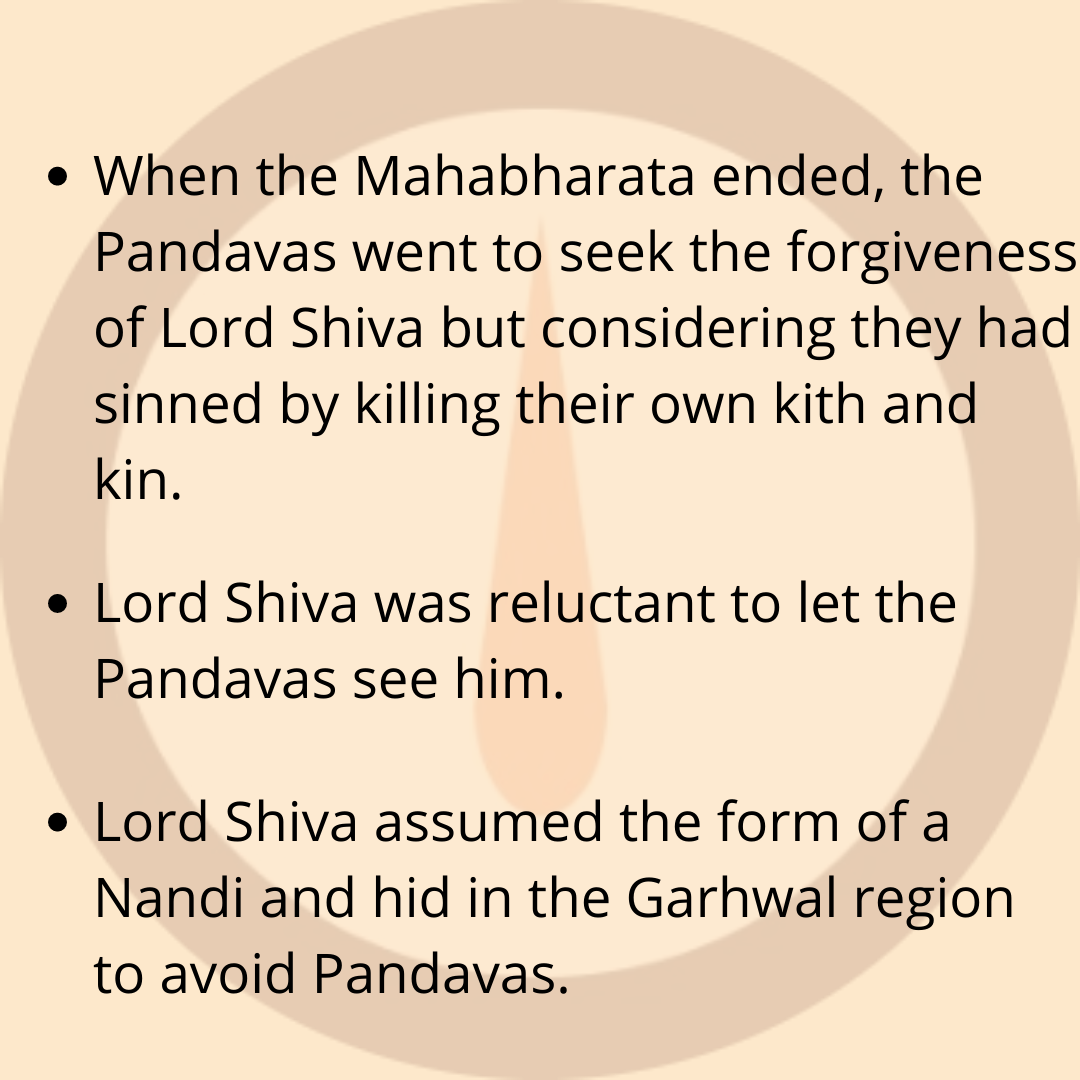 • When the Mahabharata ended, the
Pandavas went to seek the forgiveness
of Lord Shiva but considering they had
sinned by killing their own kith and
kin.
• Lord Shiva was reluctant to let the
Pandavas see him.
• Lord Shiva assumed the form of a
Nandi and hid in the Garhwal region
to avoid Pandavas.